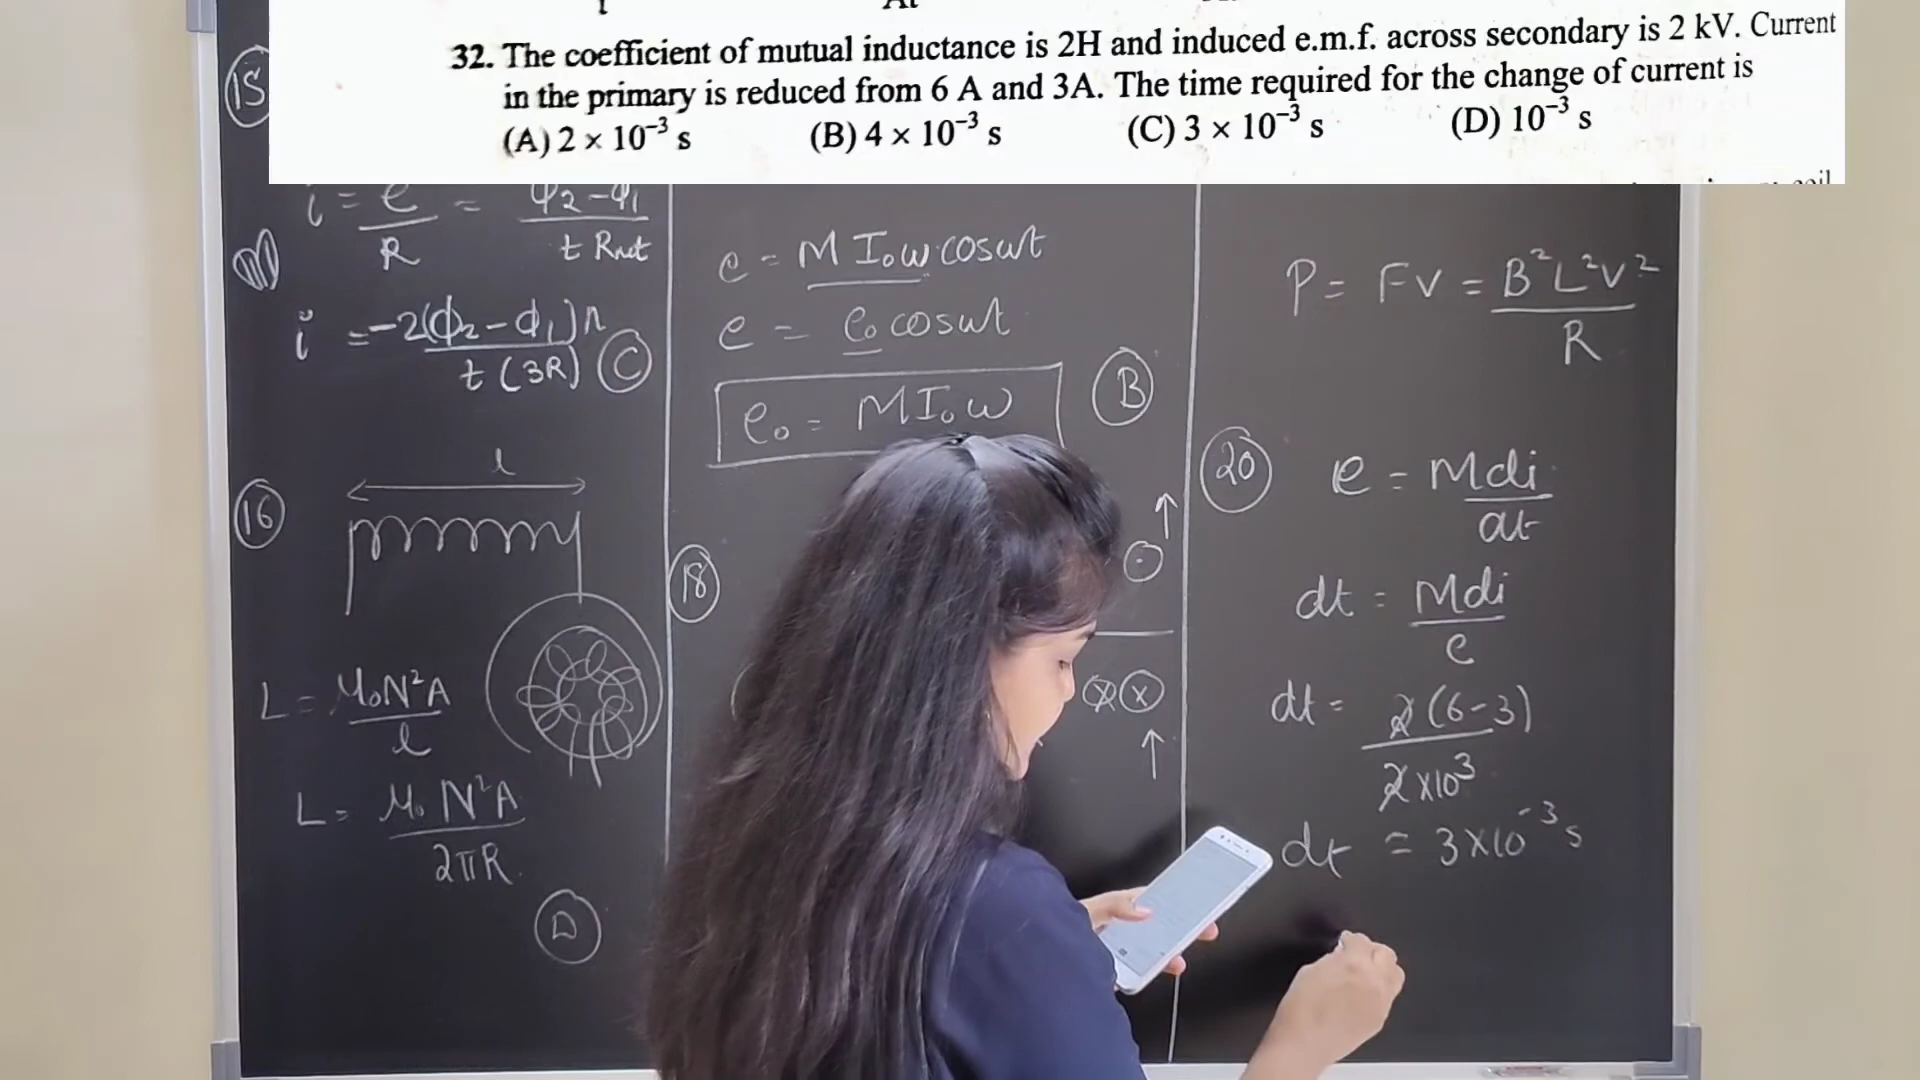 32. The coefficient of mutual inductance is 2H and induced e.m.f. across secondary is 2 kV. Current
in the primary is reduced from 6 A and 3A. The time required for the change of current is
(A) 2 × 10⁻³ s (B) 4 × 10⁻³ s (C) 3 × 10⁻³ s (D) 10⁻³ s
15
i = e/R = ϕ2-ϕ1/t Rnet
i = -2(ϕ2-ϕ1)n/t(3R) C
16
l
L = μ₀N²A/l
L = μ₀N²A/2πR
D
e = M I₀ω cosωt
e = e₀ cosωt
e₀ = MI₀ω B
18
P = FV = B²L²V²/R
20 e = Mdi/dt
dt = Mdi/e
dt = 2(6-3)/2×10³
dt = 3×10⁻³s